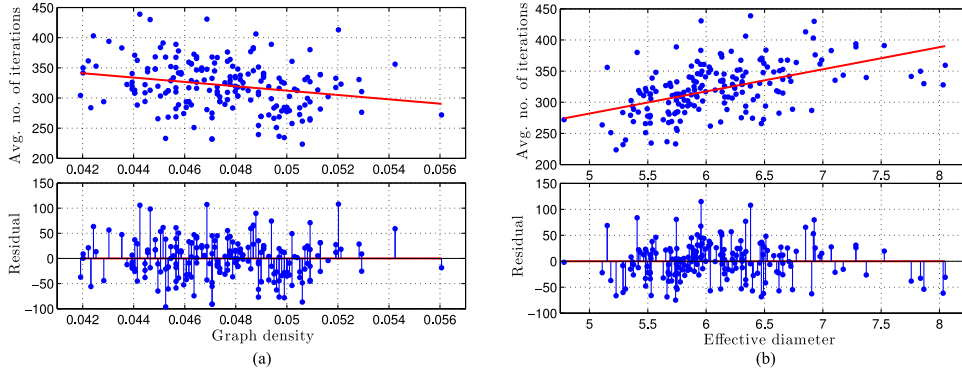 450
400
350
300
250
200
Avg. no. of iterations
0.042 0.044 0.046 0.048 0.05 0.052 0.054 0.056
150
100
50
0
−50
−100
Residual
0.042 0.044 0.046 0.048 0.05 0.052 0.054 0.056
Graph density
(a)
450
400
350
300
250
200
Avg. no. of iterations
5 5.5 6 6.5 7 7.5 8
150
100
50
0
−50
−100
Residual
5 5.5 6 6.5 7 7.5 8
Effective diameter
(b)